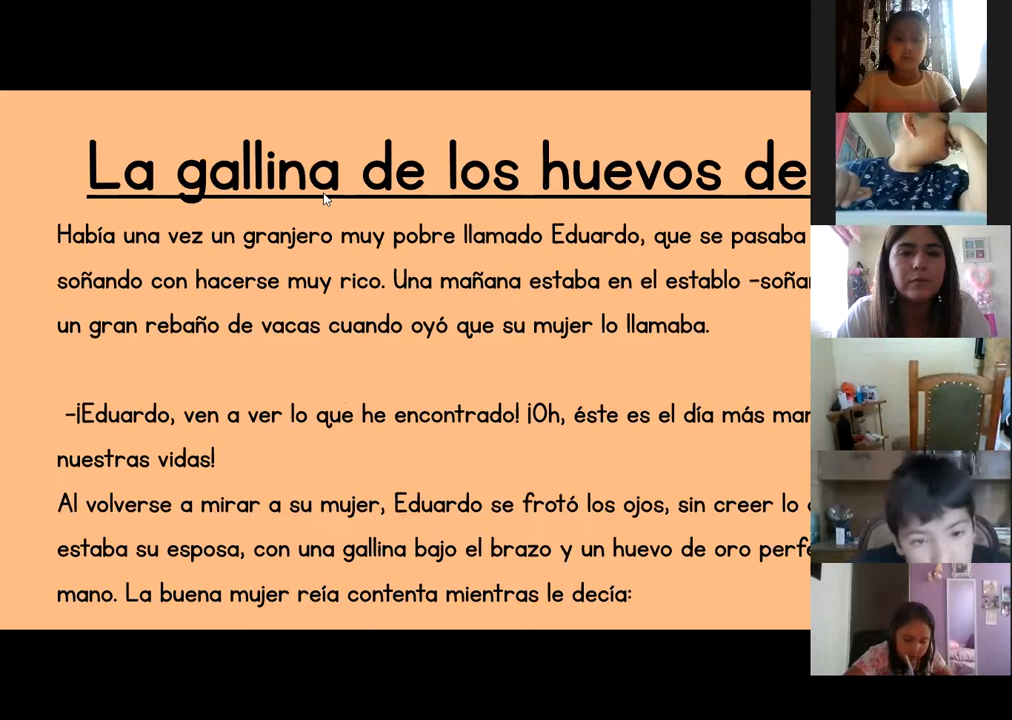 La gallina de los huevos de
Había una vez un granjero muy pobre llamado Eduardo, que se pasaba
soñando con hacerse muy rico. Una mañana estaba en el establo -soñan
un gran rebaño de vacas cuando oyó que su mujer lo llamaba.
-¡Eduardo, ven a ver lo que he encontrado! ¡Oh, éste es el día más mar
nuestras vidas!
Al volverse a mirar a su mujer, Eduardo se frotó los ojos, sin creer lo
estaba su esposa, con una gallina bajo el brazo y un huevo de oro perfe
mano. La buena mujer reía contenta mientras le decía: